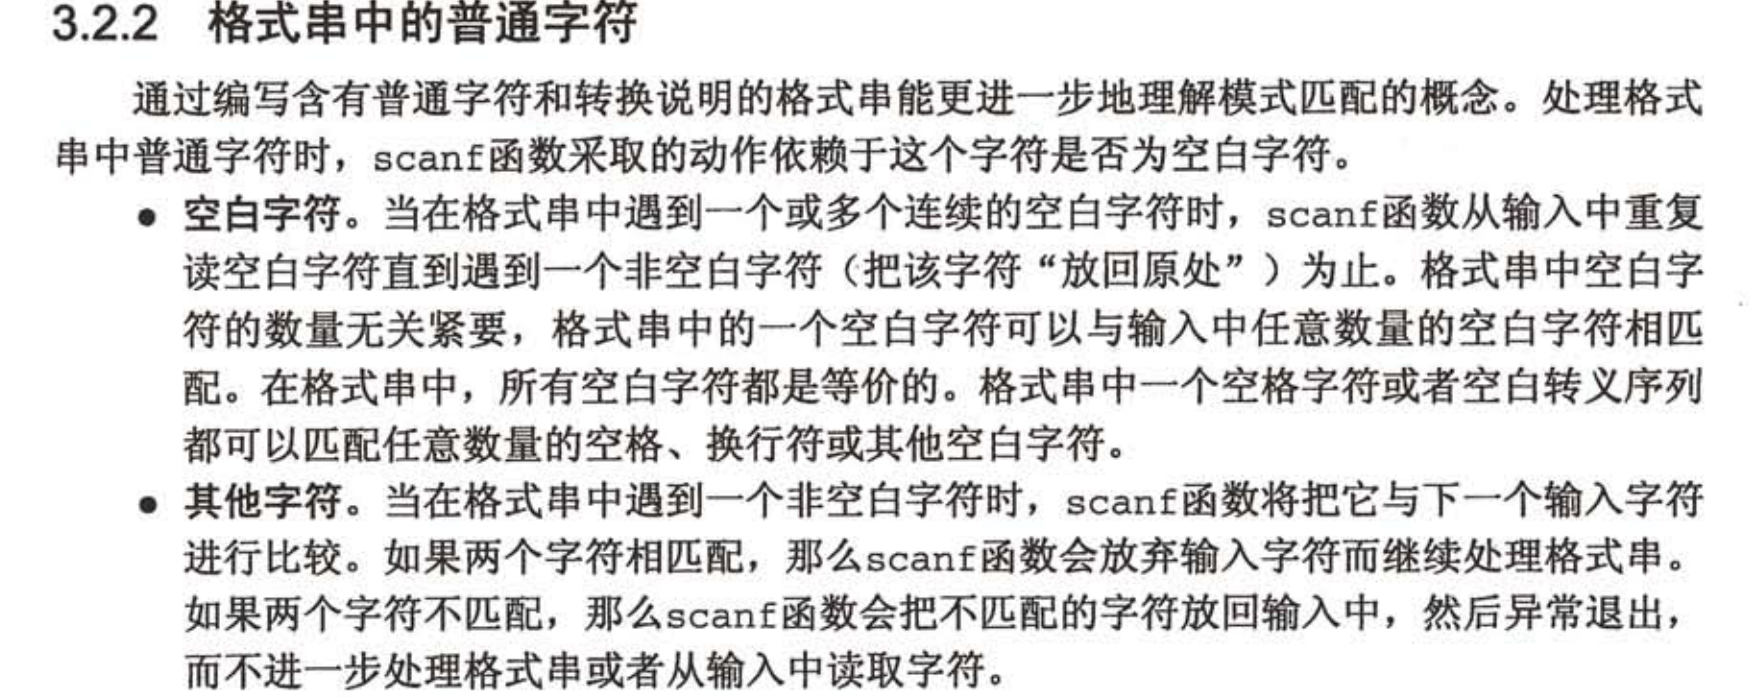 3.2.2 格式串中的普通字符
通过编写含有普通字符和转换说明的格式串能更进一步地理解模式匹配的概念。处理格式
串中普通字符时，scanf函数采取的动作依赖于这个字符是否为空白字符。
● 空白字符。当在格式串中遇到一个或多个连续的空白字符时，scanf函数从输入中重复
读空白字符直到遇到一个非空白字符（把该字符“放回原处”）为止。格式串中空白字
符的数量无关紧要，格式串中的一个空白字符可以与输入中任意数量的空白字符相匹
配。在格式串中，所有空白字符都是等价的。格式串中一个空格字符或者空白转义序列
都可以匹配任意数量的空格、换行符或其他空白字符。
● 其他字符。当在格式串中遇到一个非空白字符时，scanf函数将把它与下一个输入字符
进行比较。如果两个字符相匹配，那么scanf函数会放弃输入字符而继续处理格式串。
如果两个字符不匹配，那么scanf函数会把不匹配的字符放回输入中，然后异常退出，
而不进一步处理格式串或者从输入中读取字符。